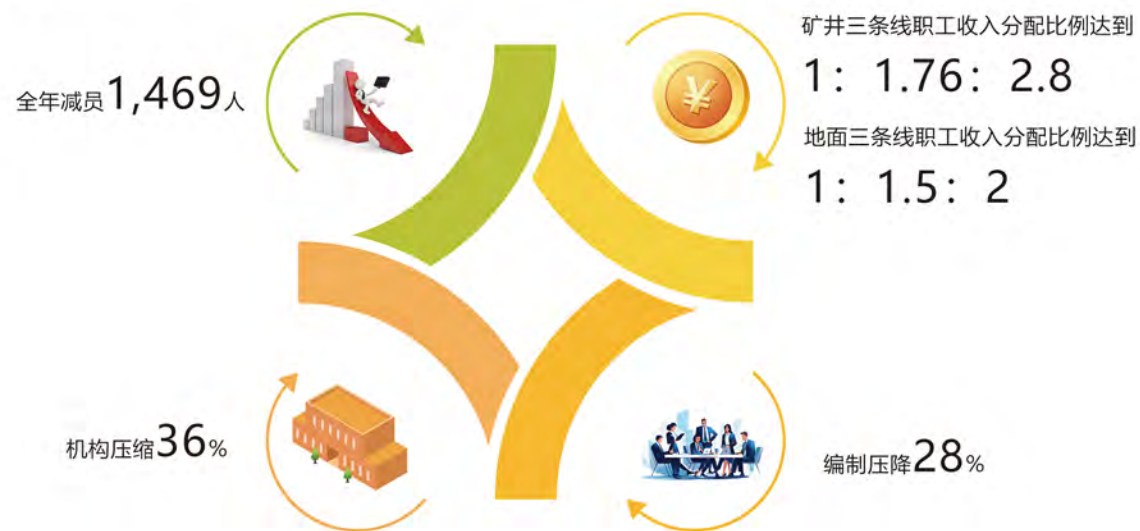 全年减员1,469人
矿井三条线职工收入分配比例达到
1：1.76：2.8
地面三条线职工收入分配比例达到
1：1.5：2
机构压缩36%
编制压降28%